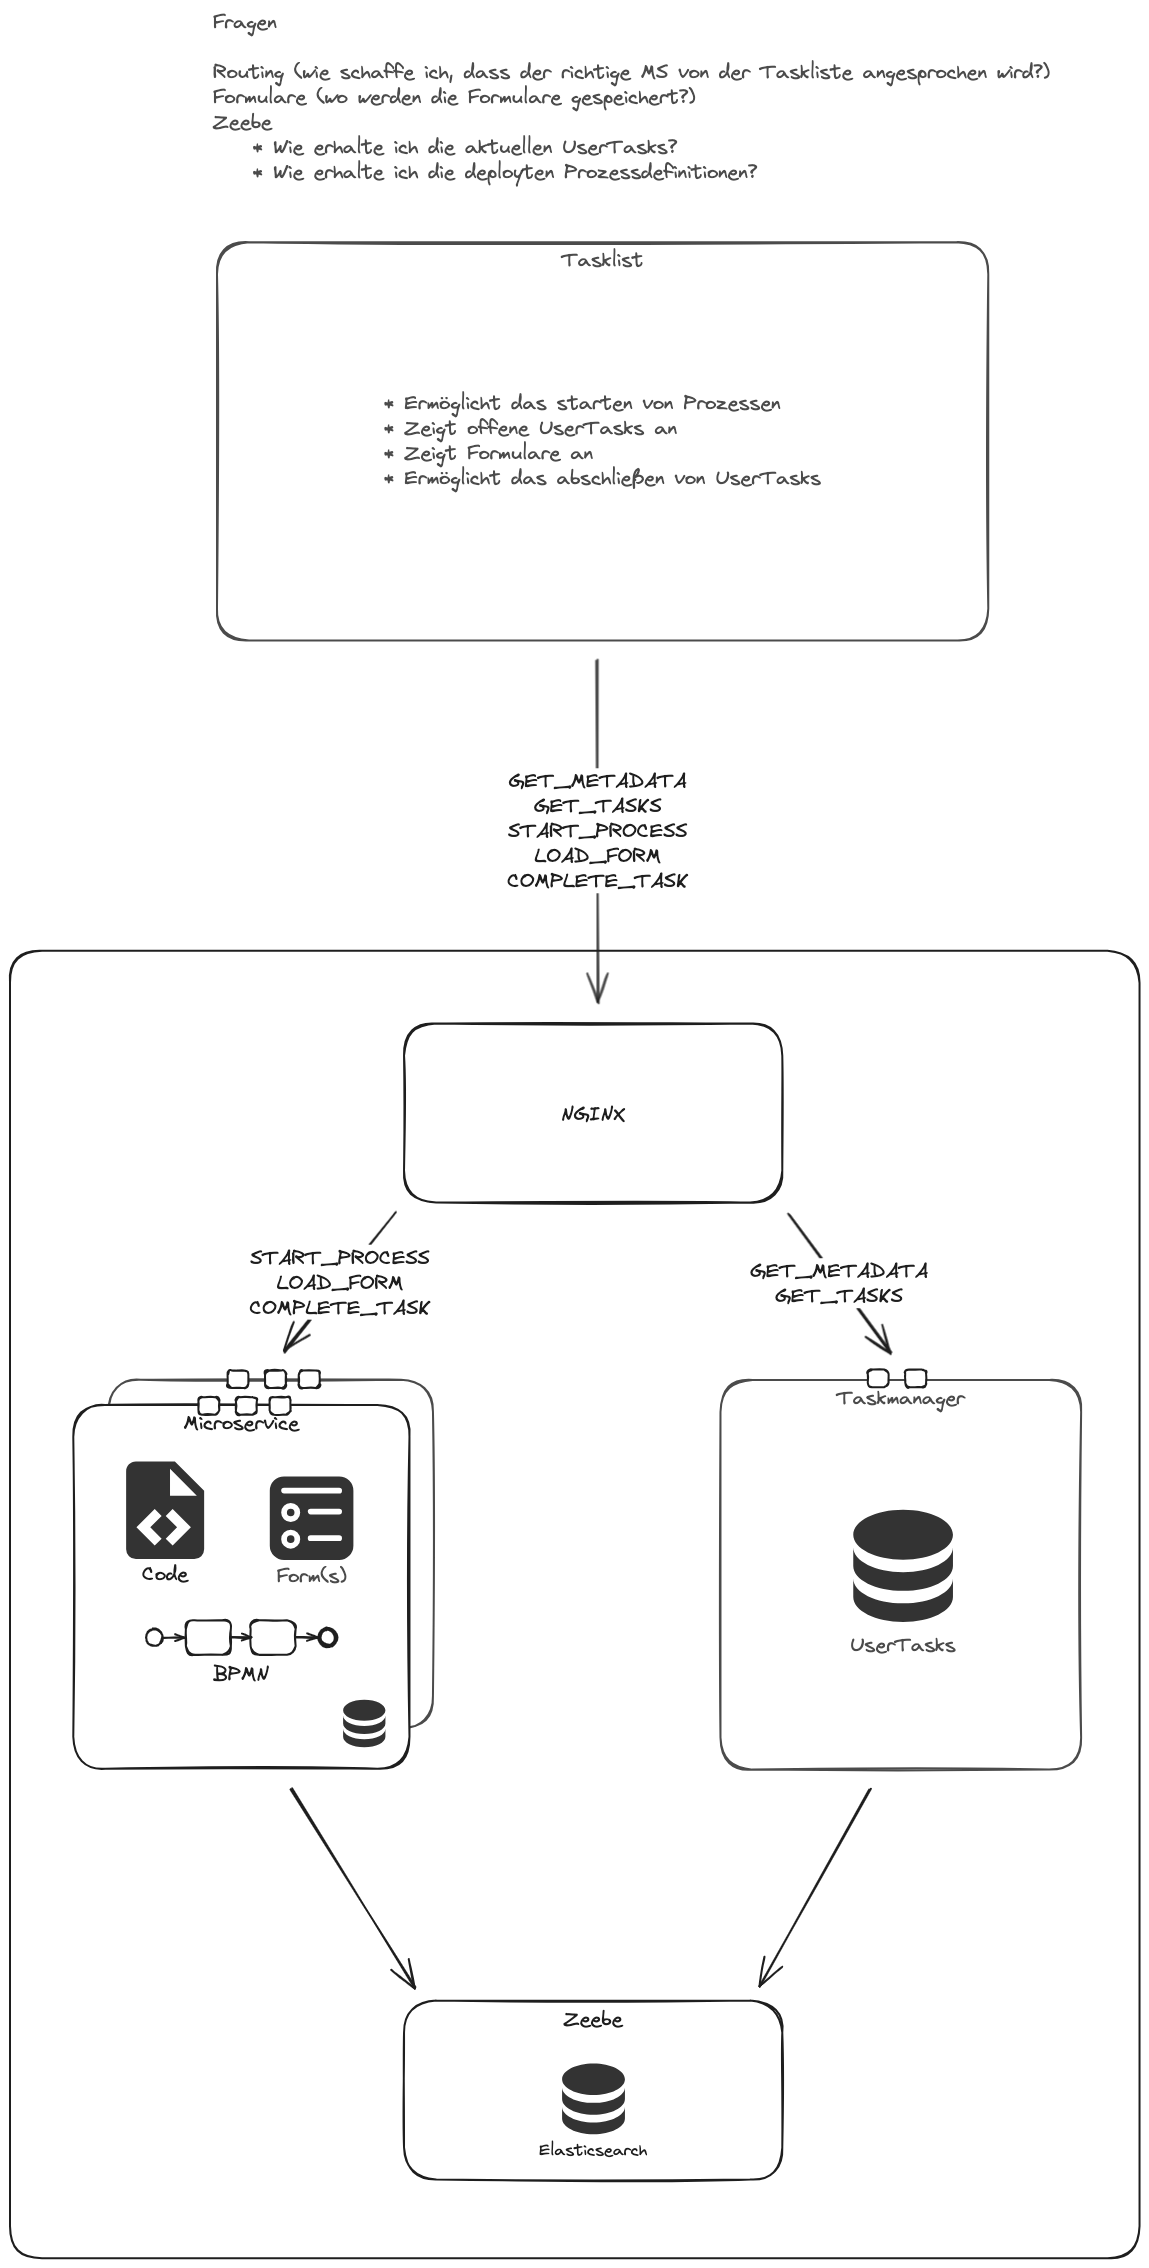 Fragen
Routing (wie schaffe ich, dass der richtige MS von der Taskliste angesprochen wird?)
Formulare (wo werden die Formulare gespeichert?)
Zeebe
* Wie erhalte ich die aktuellen UserTasks?
* Wie erhalte ich die deployten Prozessdefinitionen?
Tasklist
* Ermöglicht das starten von Prozessen
* Zeigt offene UserTasks an
* Zeigt Formulare an
* Ermöglicht das abschließen von UserTasks
GET_METADATA
GET_TASKS
START_PROCESS
LOAD_FORM
COMPLETE_TASK
NGINX
START_PROCESS
LOAD_FORM
COMPLETE_TASK
GET_METADATA
GET_TASKS
Microservice
Code
Form(s)
BPMN
Taskmanager
UserTasks
Zeebe
Elasticsearch